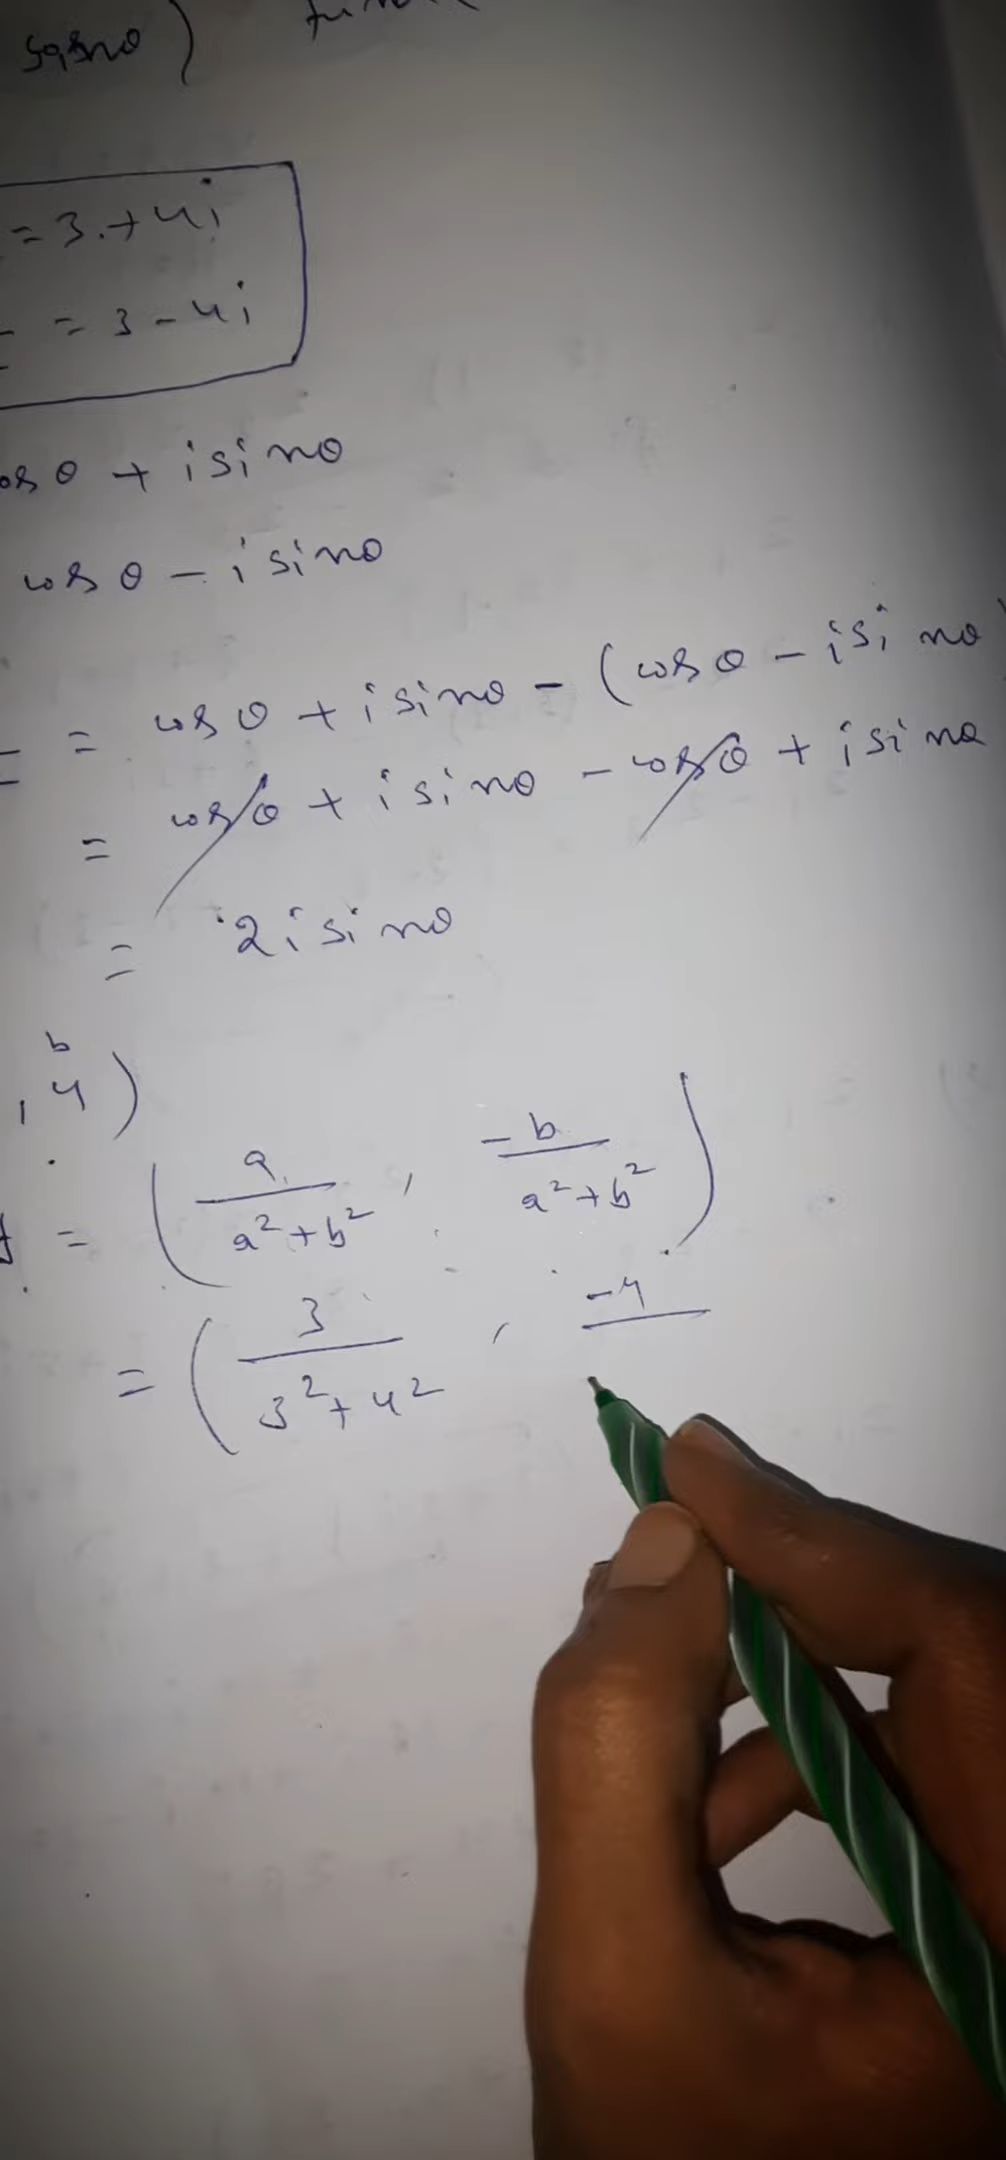 = 3 + 4i
= 3 - 4i
cos θ + i sin θ
cos θ - i sin θ
= cos θ + i sin θ - (cos θ - i sin θ)
= cos θ + i sin θ - cos θ + i sin θ
= 2 i sin θ
b
, 4 )
= ( a / a² + b² , - b / a² + b² )
= ( 3 / 3² + 4² , -4